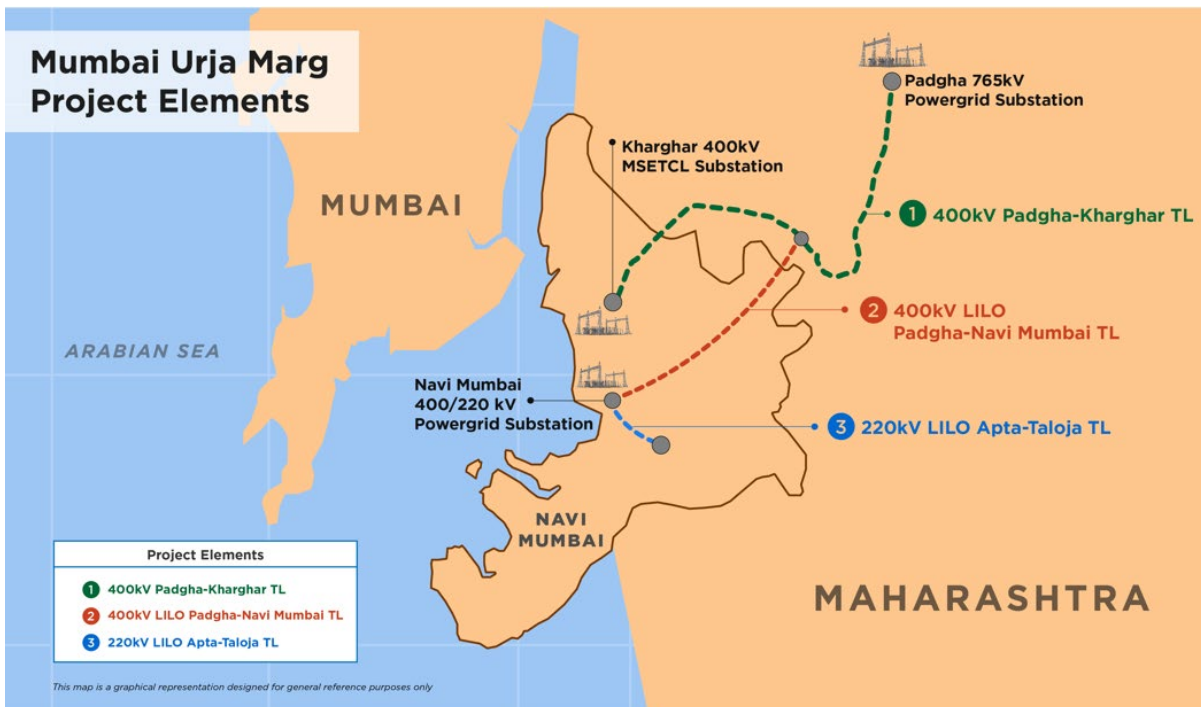 Mumbai Urja Marg
Project Elements
Padgha 765kV
Powergrid Substation
Kharghar 400kV
MSETCL Substation
MUMBAI
1 400kV Padgha-Kharghar TL
2 400kV LILO
Padgha-Navi Mumbai TL
ARABIAN SEA
Navi Mumbai
400/220 kV
Powergrid Substation
3 220kV LILO Apta-Taloja TL
NAVI
MUMBAI
MAHARASHTRA
Project Elements
1 400kV Padgha-Kharghar TL
2 400kV LILO Padgha-Navi Mumbai TL
3 220kV LILO Apta-Taloja TL
This map is a graphical representation designed for general reference purposes only